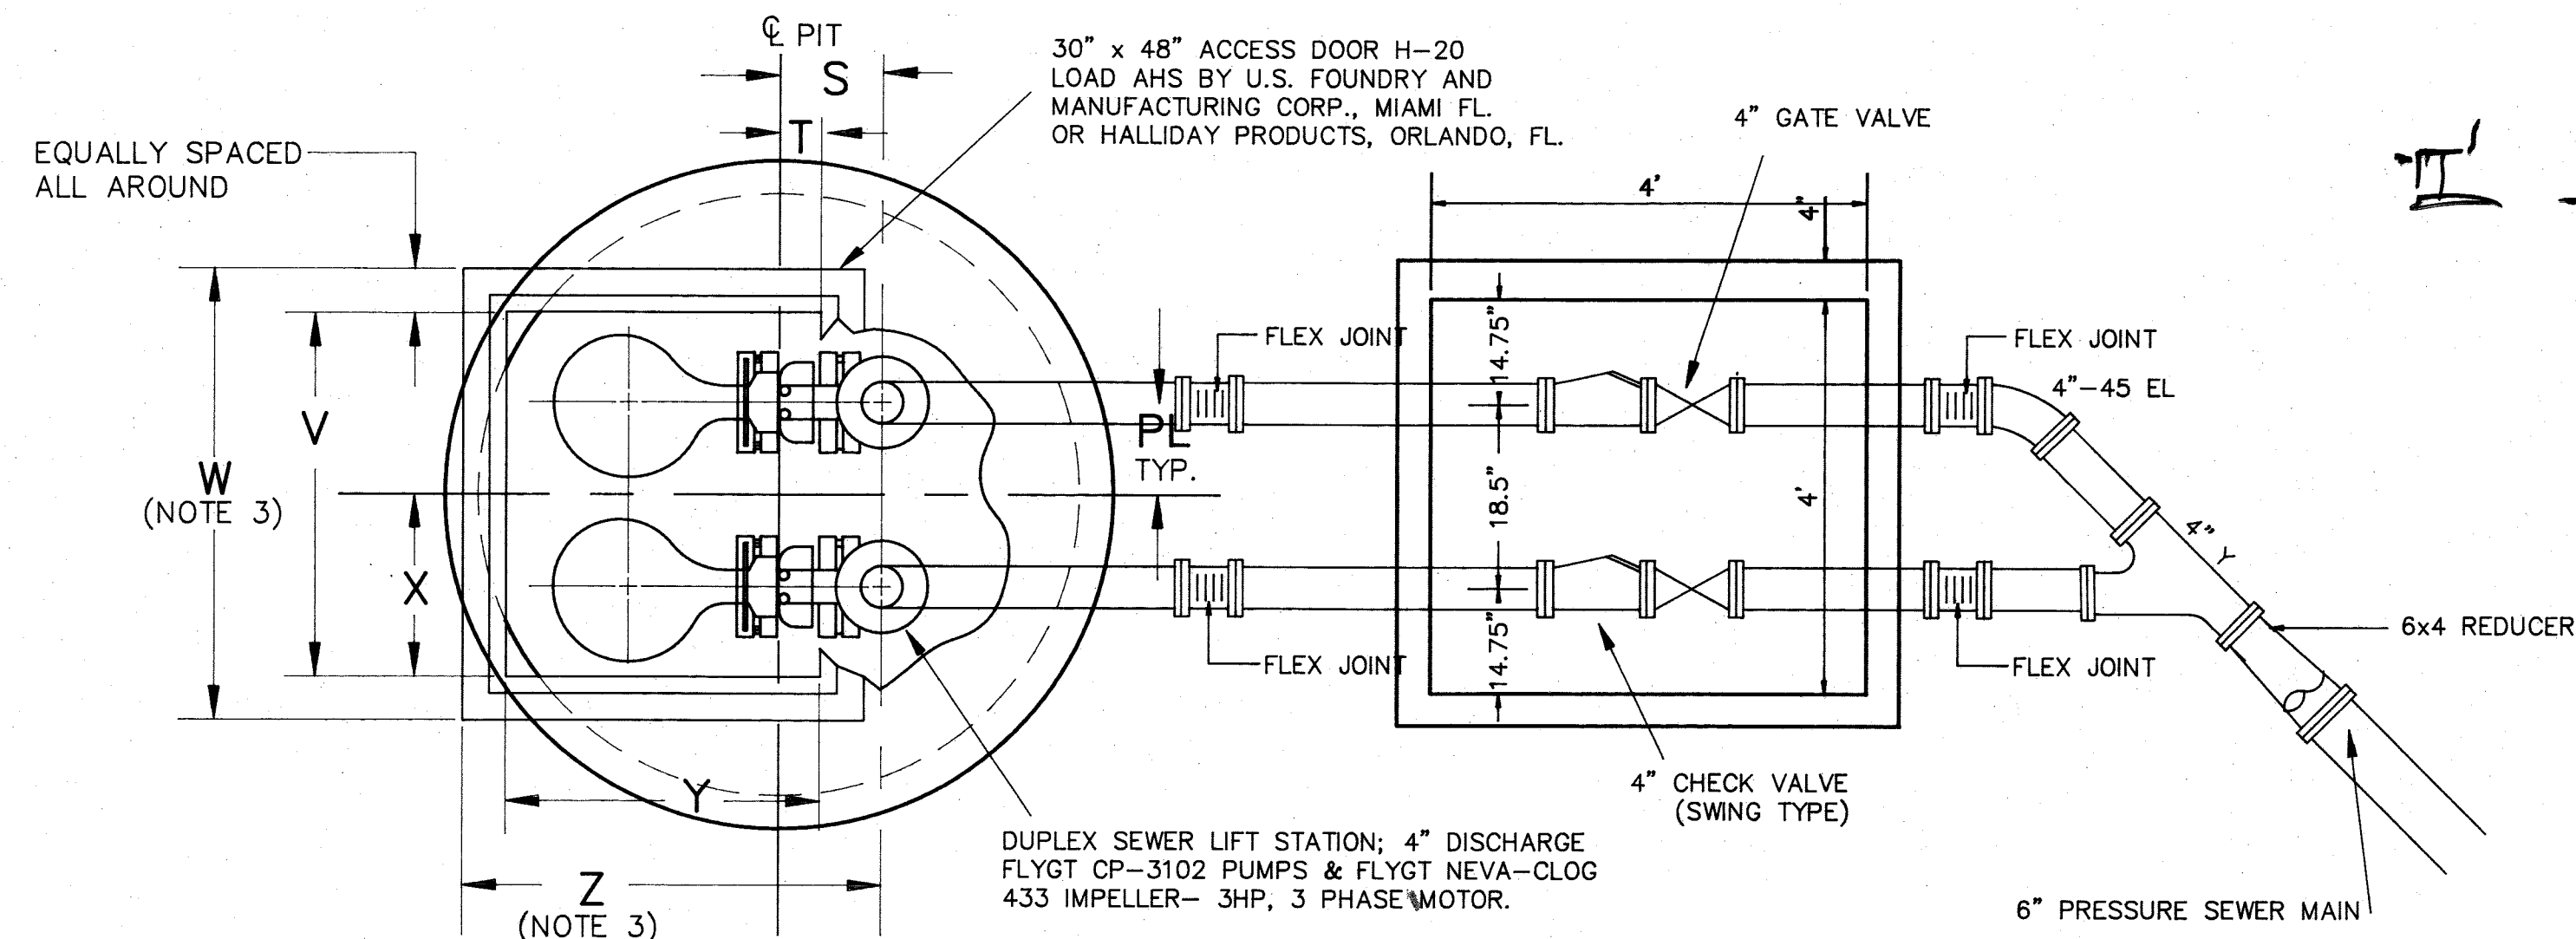 ℄ PIT
S
T
30" x 48" ACCESS DOOR H-20
LOAD AHS BY U.S. FOUNDRY AND
MANUFACTURING CORP., MIAMI FL.
OR HALLIDAY PRODUCTS, ORLANDO, FL.
EQUALLY SPACED
ALL AROUND
4" GATE VALVE
4'
4"
14.75"
18.5"
14.75"
4'
FLEX JOINT
FLEX JOINT
FLEX JOINT
FLEX JOINT
4"-45 EL
4" Y
6x4 REDUCER
PL
TYP.
V
W
(NOTE 3)
X
Y
Z
(NOTE 3)
4" CHECK VALVE
(SWING TYPE)
DUPLEX SEWER LIFT STATION; 4" DISCHARGE
FLYGT CP-3102 PUMPS & FLYGT NEVA-CLOG
433 IMPELLER- 3HP, 3 PHASE MOTOR.
6" PRESSURE SEWER MAIN